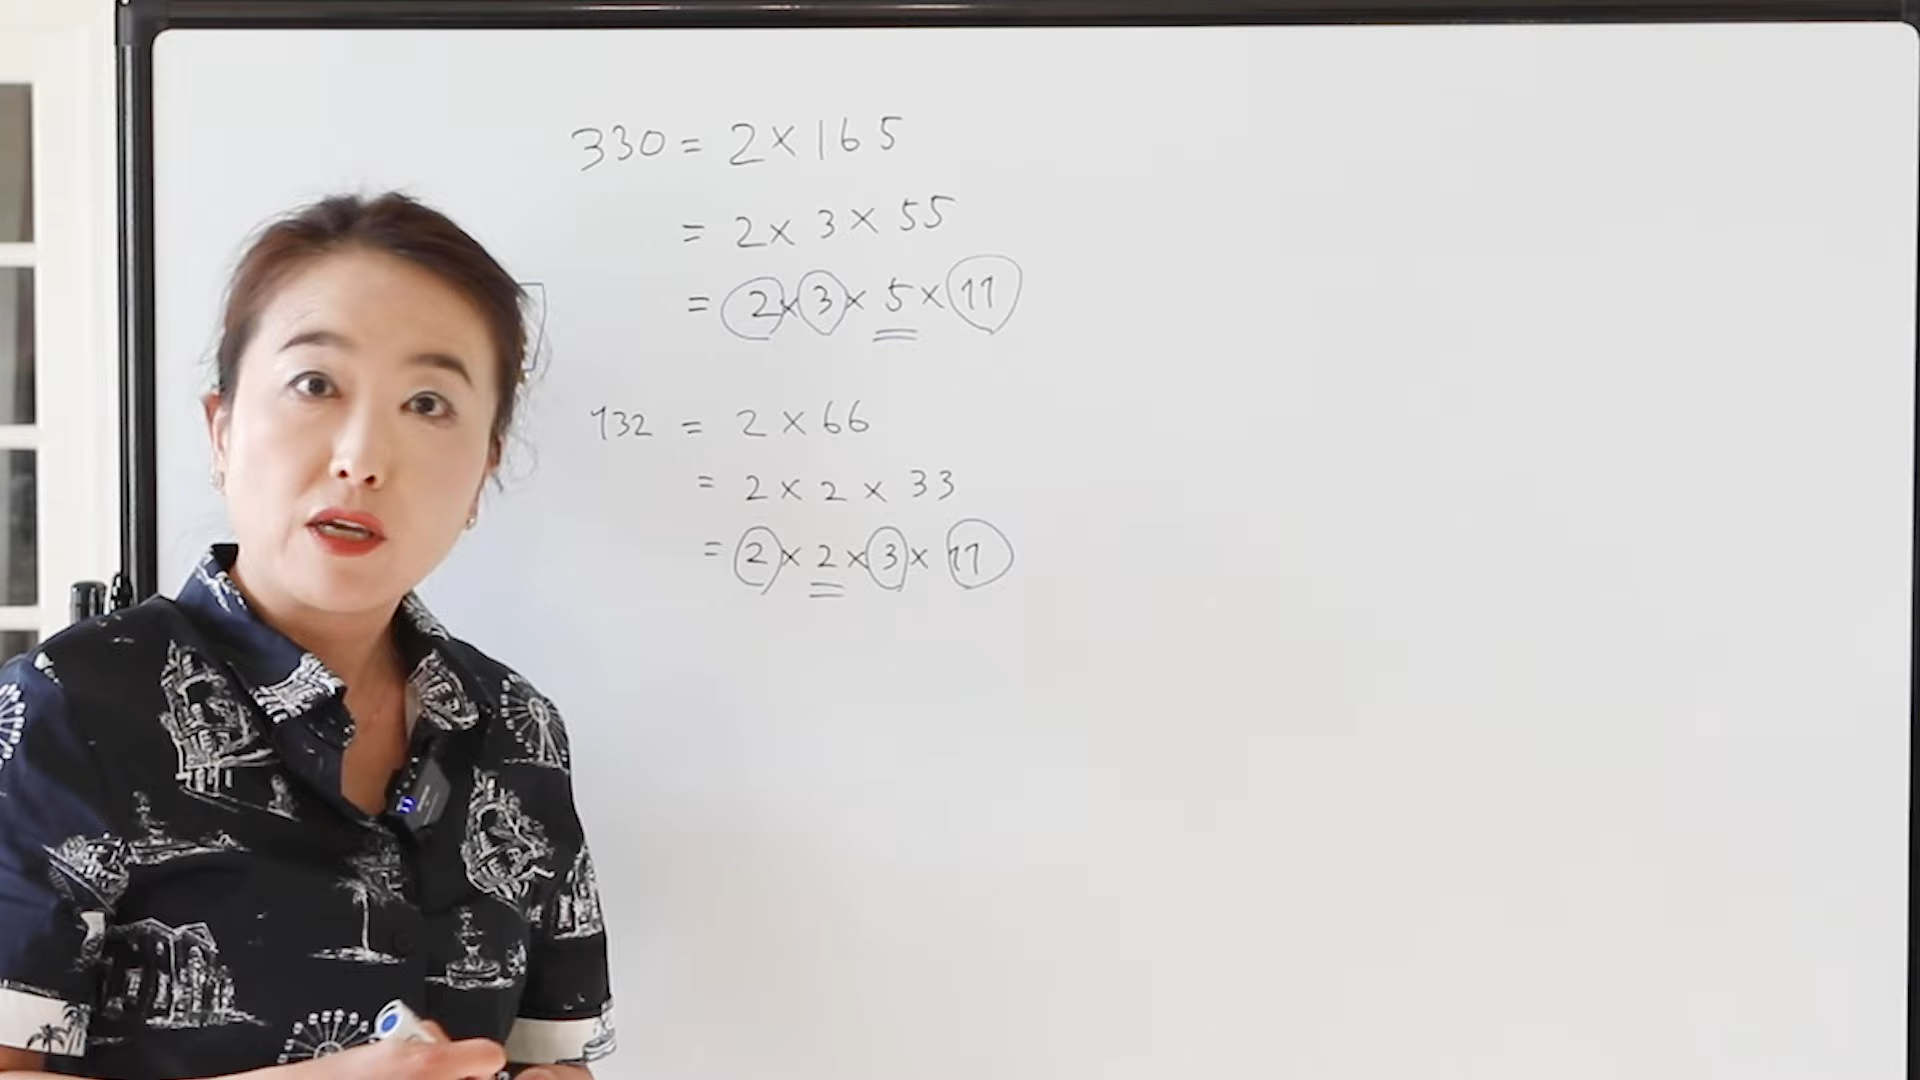 330 = 2 × 165
= 2 × 3 × 55
= 2 × 3 × 5 × 11
132 = 2 × 66
= 2 × 2 × 33
= 2 × 2 × 3 × 11